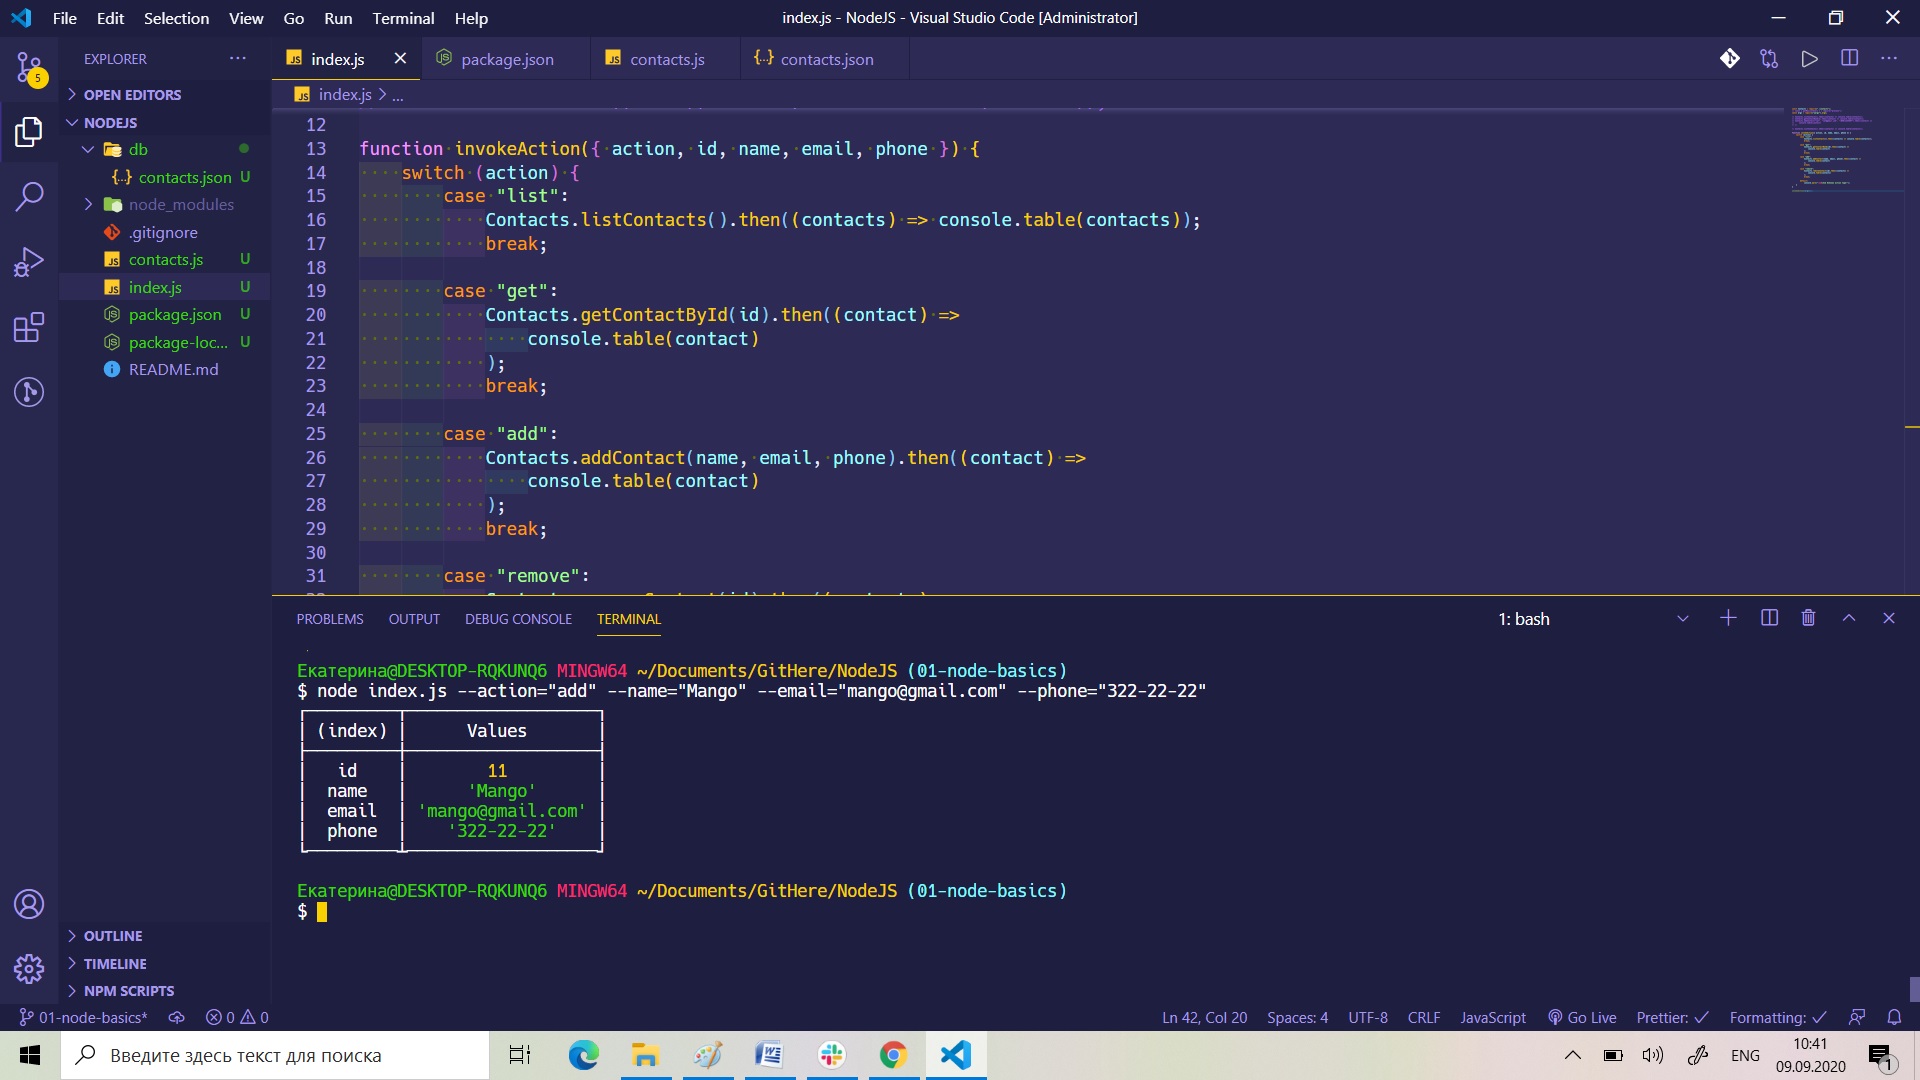 File Edit Selection View Go Run Terminal Help
index.js - NodeJS - Visual Studio Code [Administrator]
5
EXPLORER
OPEN EDITORS
NODEJS
db
contacts.json U
node_modules
.gitignore
contacts.js U
index.js U
package.json U
package-loc... U
README.md
OUTLINE
TIMELINE
NPM SCRIPTS
index.js
package.json
contacts.js
contacts.json
index.js > ...
12
13 function invokeAction({ action, id, name, email, phone }) {
14 switch (action) {
15 case "list":
16 Contacts.listContacts().then((contacts) => console.table(contacts));
17 break;
18
19 case "get":
20 Contacts.getContactById(id).then((contact) =>
21 console.table(contact)
22 );
23 break;
24
25 case "add":
26 Contacts.addContact(name, email, phone).then((contact) =>
27 console.table(contact)
28 );
29 break;
30
31 case "remove":
PROBLEMS OUTPUT DEBUG CONSOLE TERMINAL
1: bash
Екатерина@DESKTOP-RQKUNQ6 MINGW64 ~/Documents/GitHere/NodeJS (01-node-basics)
$ node index.js --action="add" --name="Mango" --email="mango@gmail.com" --phone="322-22-22"
(index) Values
id 11
name 'Mango'
email 'mango@gmail.com'
phone '322-22-22'
Екатерина@DESKTOP-RQKUNQ6 MINGW64 ~/Documents/GitHere/NodeJS (01-node-basics)
$
01-node-basics* 0 0
Ln 42, Col 20 Spaces: 4 UTF-8 CRLF JavaScript Go Live Prettier: ✓ Formatting: ✓
Введите здесь текст для поиска
ENG
10:41
09.09.2020
1